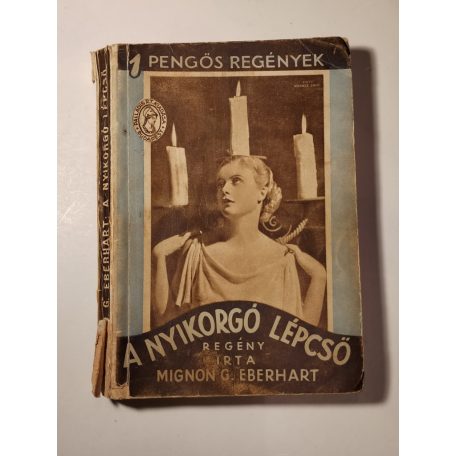 1 PENGŐS REGÉNYEK
A NYIKORGÓ LÉPCSŐ
REGÉNY
ÍRTA
MIGNON G. EBERHART
G. EBERHART: A NYIKORGÓ LÉPCSŐ